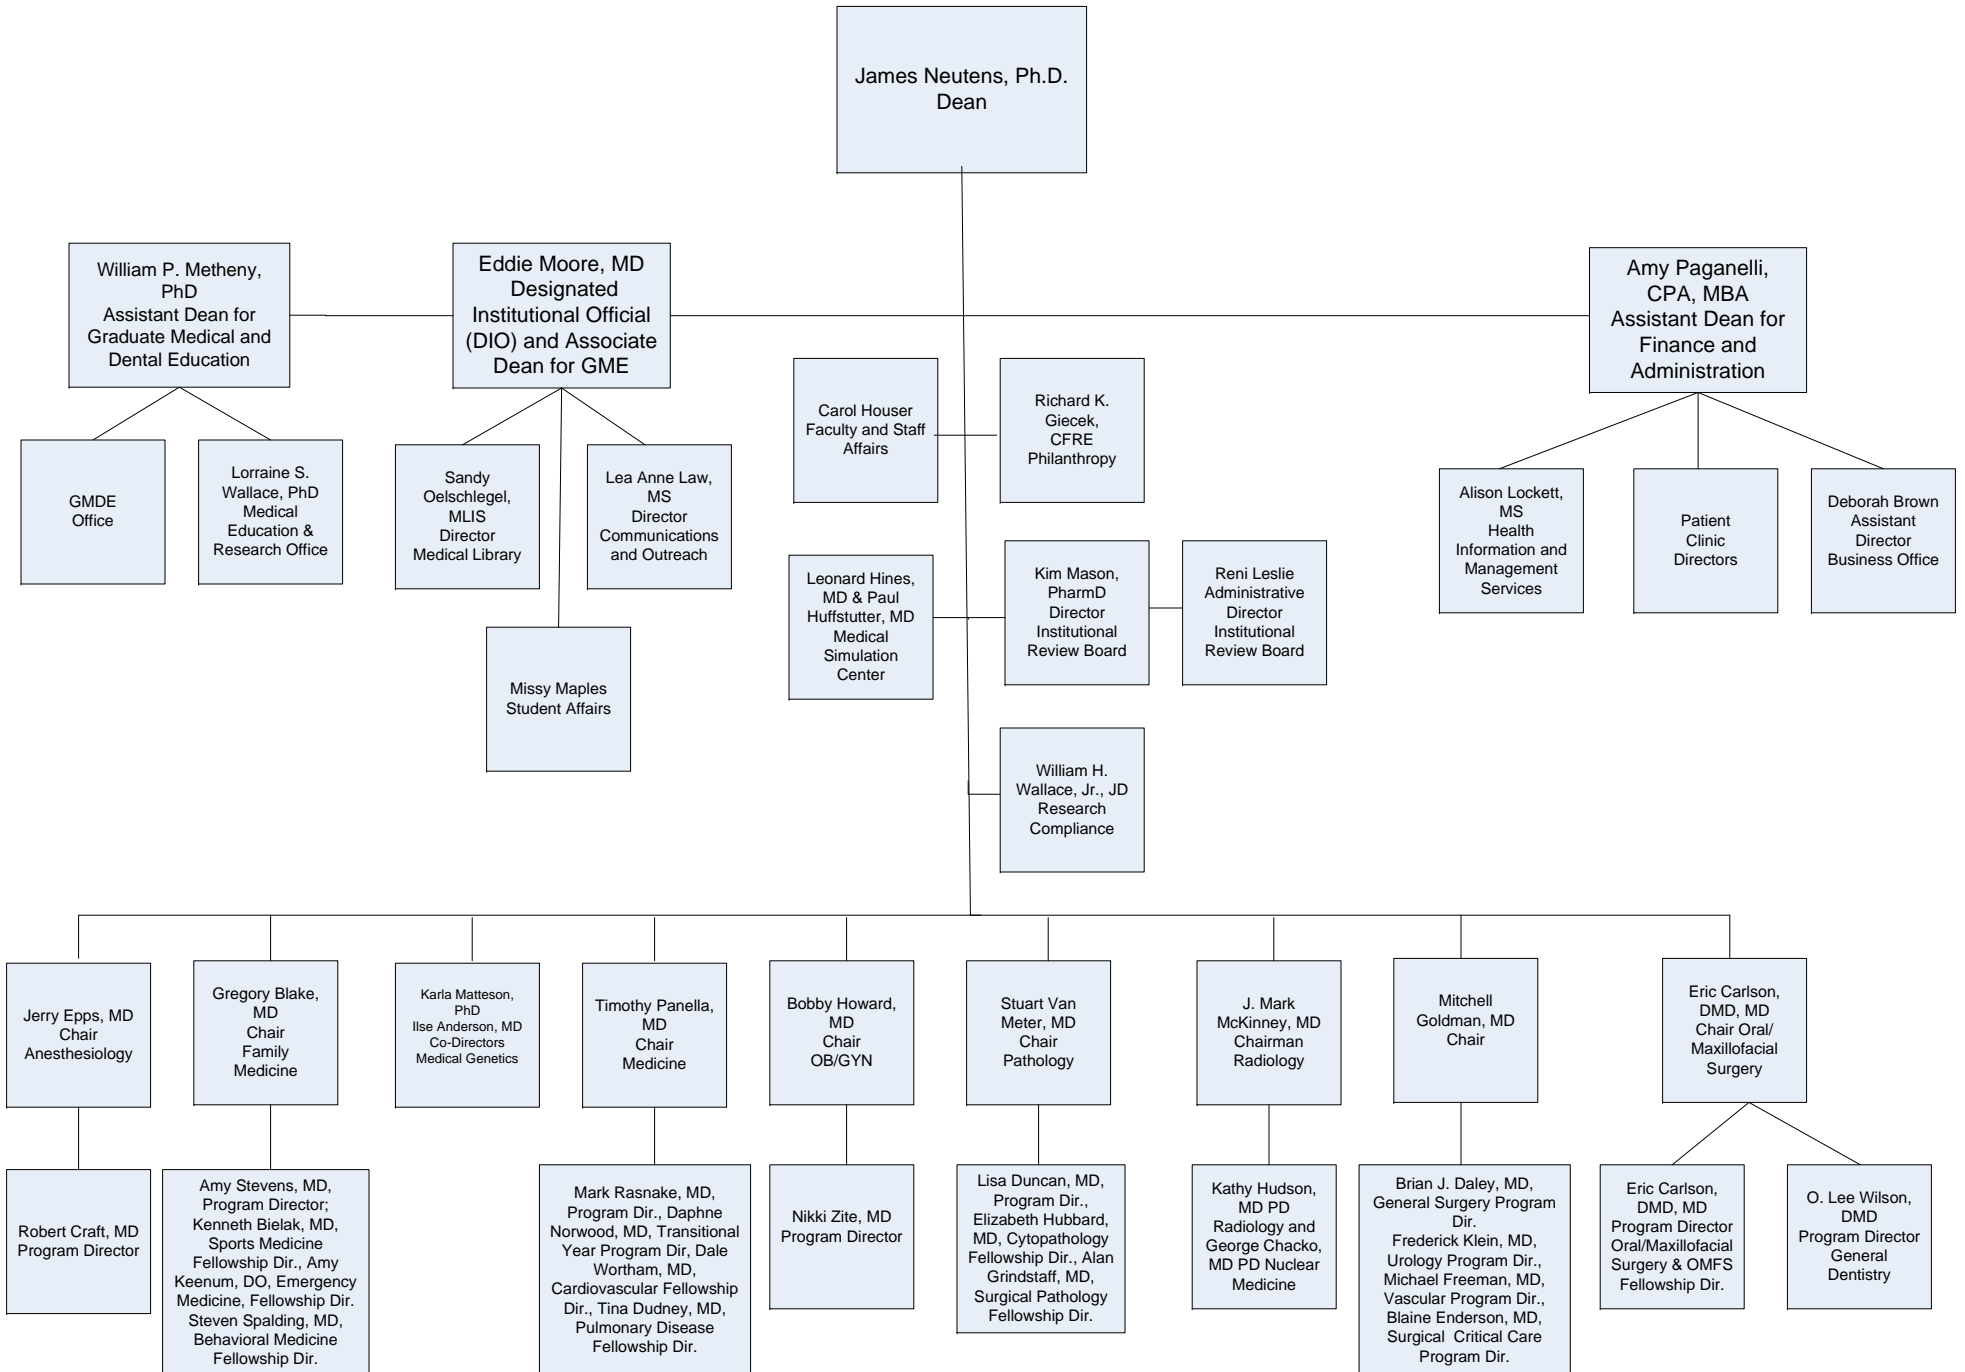 James Neutens, Ph.D.
Dean
William P. Metheny,
PhD
Assistant Dean for
Graduate Medical and
Dental Education
Eddie Moore, MD
Designated
Institutional Official
(DIO) and Associate
Dean for GME
Amy Paganelli,
CPA, MBA
Assistant Dean for
Finance and
Administration
GMDE
Office
Lorraine S.
Wallace, PhD
Medical
Education &
Research Office
Sandy
Oelschlegel,
MLIS
Director
Medical Library
Lea Anne Law,
MS
Director
Communications
and Outreach
Missy Maples
Student Affairs
Carol Houser
Faculty and Staff
Affairs
Richard K.
Giecek,
CFRE
Philanthropy
Leonard Hines,
MD & Paul
Huffstutter, MD
Medical
Simulation
Center
Kim Mason,
PharmD
Director
Institutional
Review Board
Reni Leslie
Administrative
Director
Institutional
Review Board
William H.
Wallace, Jr., JD
Research
Compliance
Alison Lockett,
MS
Health
Information and
Management
Services
Patient
Clinic
Directors
Deborah Brown
Assistant
Director
Business Office
Jerry Epps, MD
Chair
Anesthesiology
Gregory Blake,
MD
Chair
Family
Medicine
Karla Matteson,
PhD
Ilse Anderson, MD
Co-Directors
Medical Genetics
Timothy Panella,
MD
Chair
Medicine
Bobby Howard,
MD
Chair
OB/GYN
Stuart Van
Meter, MD
Chair
Pathology
J. Mark
McKinney, MD
Chairman
Radiology
Mitchell
Goldman, MD
Chair
Eric Carlson,
DMD, MD
Chair Oral/
Maxillofacial
Surgery
Robert Craft, MD
Program Director
Amy Stevens, MD,
Program Director;
Kenneth Bielak, MD,
Sports Medicine
Fellowship Dir., Amy
Keenum, DO, Emergency
Medicine, Fellowship Dir.
Steven Spalding, MD,
Behavioral Medicine
Fellowship Dir.
Mark Rasnake, MD,
Program Dir., Daphne
Norwood, MD, Transitional
Year Program Dir, Dale
Wortham, MD,
Cardiovascular Fellowship
Dir., Tina Dudney, MD,
Pulmonary Disease
Fellowship Dir.
Nikki Zite, MD
Program Director
Lisa Duncan, MD,
Program Dir.,
Elizabeth Hubbard,
MD, Cytopathology
Fellowship Dir., Alan
Grindstaff, MD,
Surgical Pathology
Fellowship Dir.
Kathy Hudson,
MD PD
Radiology and
George Chacko,
MD PD Nuclear
Medicine
Brian J. Daley, MD,
General Surgery Program
Dir.
Frederick Klein, MD,
Urology Program Dir.,
Michael Freeman, MD,
Vascular Program Dir.,
Blaine Enderson, MD,
Surgical Critical Care
Program Dir.
Eric Carlson,
DMD, MD
Program Director
Oral/Maxillofacial
Surgery & OMFS
Fellowship Dir.
O. Lee Wilson,
DMD
Program Director
General
Dentistry